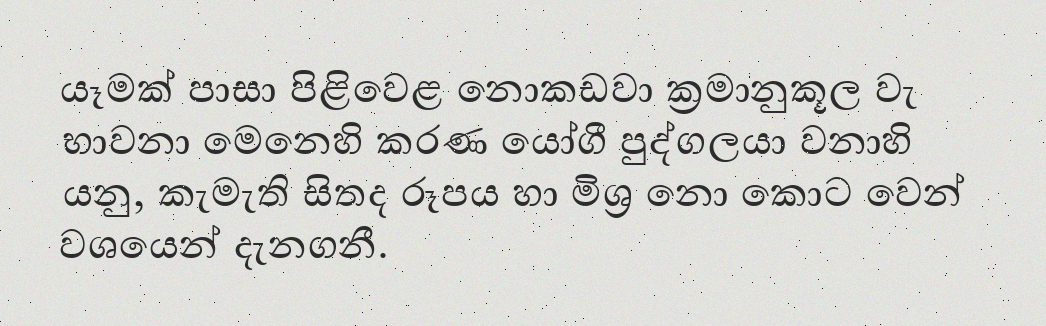 යෑමක් පාසා පිළිවෙළ නොකඩවා ක්‍රමානුකූල වැ
භාවනා මෙනෙහි කරණ යෝගී පුද්ගලයා වනාහි
යනු, කැමැති සිතද රූපය හා මිශ්‍ර නො කොට වෙන්
වශයෙන් දැනගනී.